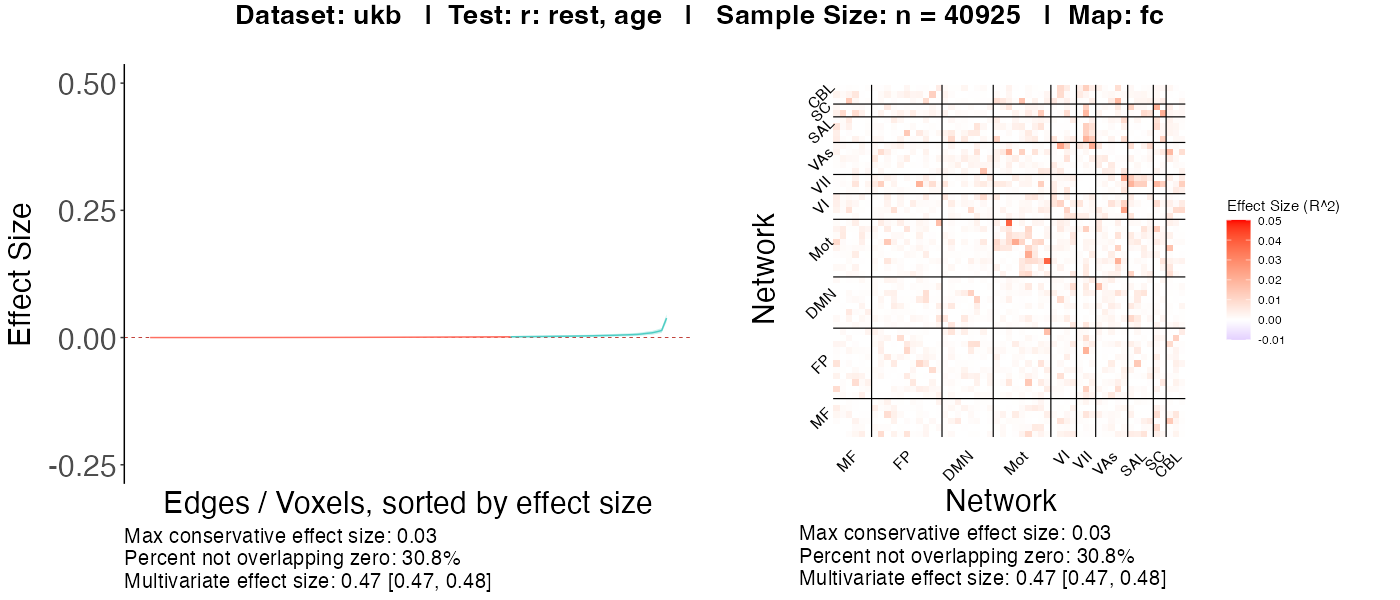 Dataset: ukb | Test: r: rest, age | Sample Size: n = 40925 | Map: fc
Effect Size
0.50
0.25
0.00
-0.25
Edges / Voxels, sorted by effect size
Max conservative effect size: 0.03
Percent not overlapping zero: 30.8%
Multivariate effect size: 0.47 [0.47, 0.48]
Network
CBL
SC
SAL
VAs
VII
VI
Mot
DMN
FP
MF
MF FP DMN Mot VI VII VAs SAL SC CBL
Network
Max conservative effect size: 0.03
Percent not overlapping zero: 30.8%
Multivariate effect size: 0.47 [0.47, 0.48]
Effect Size (R^2)
0.05
0.04
0.03
0.02
0.01
0.00
-0.01